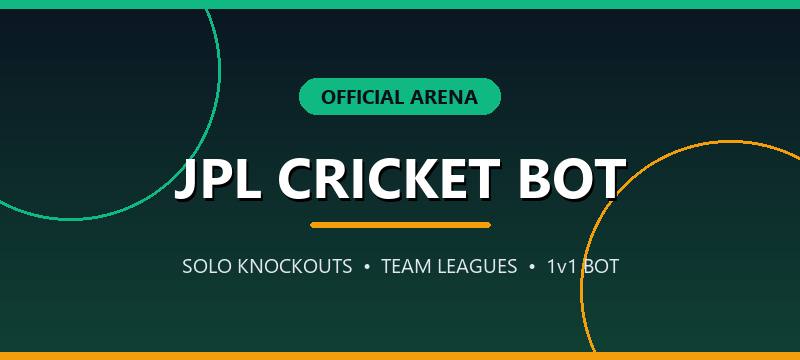 OFFICIAL ARENA
JPL CRICKET BOT
SOLO KNOCKOUTS • TEAM LEAGUES • 1v1 BOT